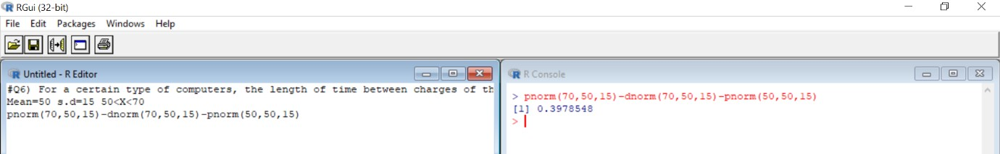 RGui (32-bit)
File Edit Packages Windows Help
Untitled - R Editor
#Q6) For a certain type of computers, the length of time between charges of th
Mean=50 s.d=15 50<X<70
pnorm(70,50,15)-dnorm(70,50,15)-pnorm(50,50,15)
R Console
> pnorm(70,50,15)-dnorm(70,50,15)-pnorm(50,50,15)
[1] 0.3978548
>